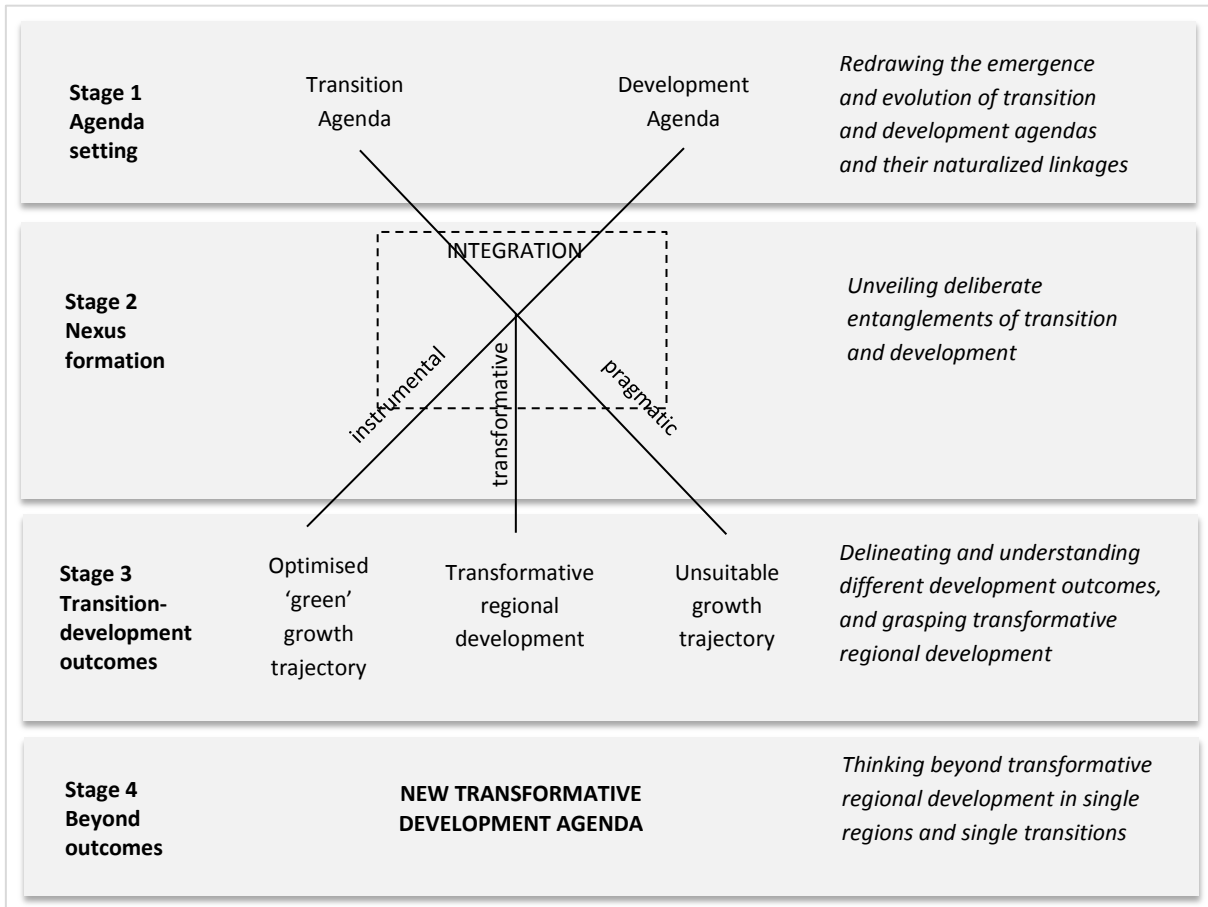 Stage 1
Agenda
setting
Transition
Agenda
Development
Agenda
Redrawing the emergence
and evolution of transition
and development agendas
and their naturalized linkages
Stage 2
Nexus
formation
INTEGRATION
instrumental
transformative
pragmatic
Unveiling deliberate
entanglements of transition
and development
Stage 3
Transition-
development
outcomes
Optimised
‘green’
growth
trajectory
Transformative
regional
development
Unsuitable
growth
trajectory
Delineating and understanding
different development outcomes,
and grasping transformative
regional development
Stage 4
Beyond
outcomes
NEW TRANSFORMATIVE
DEVELOPMENT AGENDA
Thinking beyond transformative
regional development in single
regions and single transitions